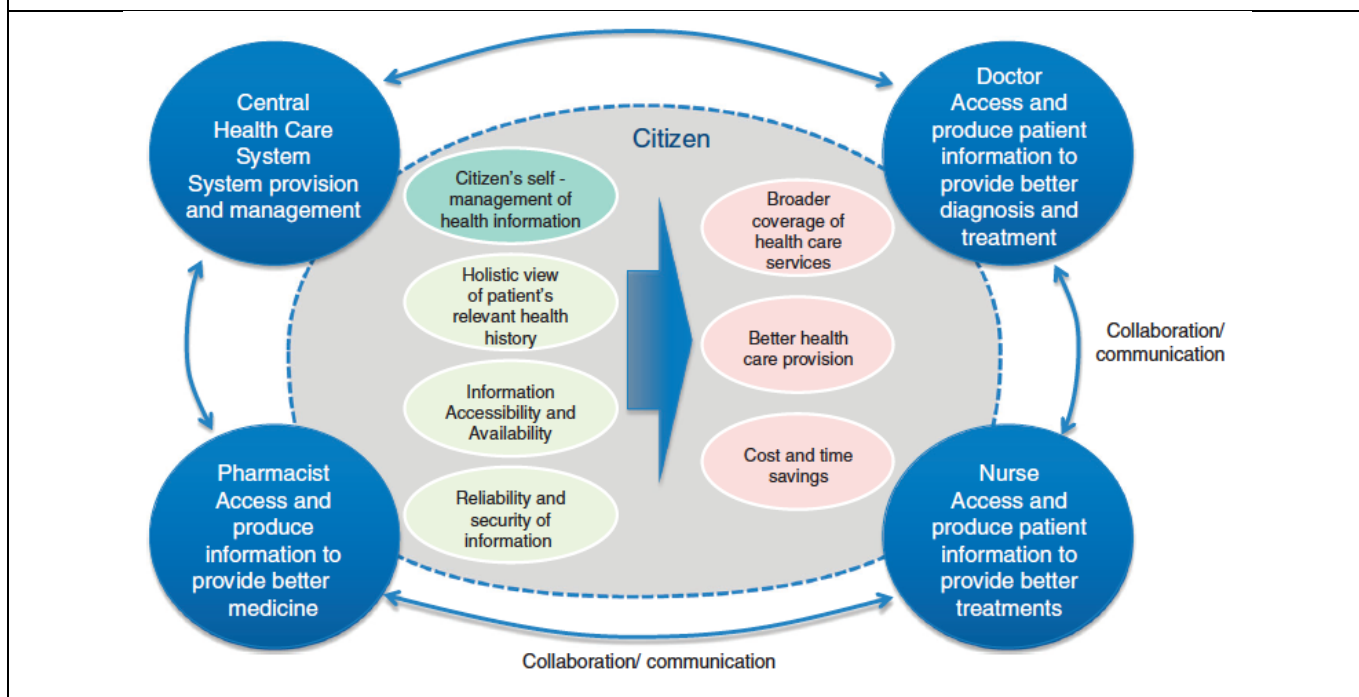 Central
Health Care
System
System provision
and management
Doctor
Access and
produce patient
information to
provide better
diagnosis and
treatment
Citizen
Citizen's self -
management of
health information
Holistic view
of patient's
relevant health
history
Information
Accessibility and
Availability
Reliability and
security of
information
Broader
coverage of
health care
services
Better health
care provision
Cost and time
savings
Collaboration/
communication
Pharmacist
Access and
produce
information to
provide better
medicine
Nurse
Access and
produce patient
information to
provide better
treatments
Collaboration/ communication